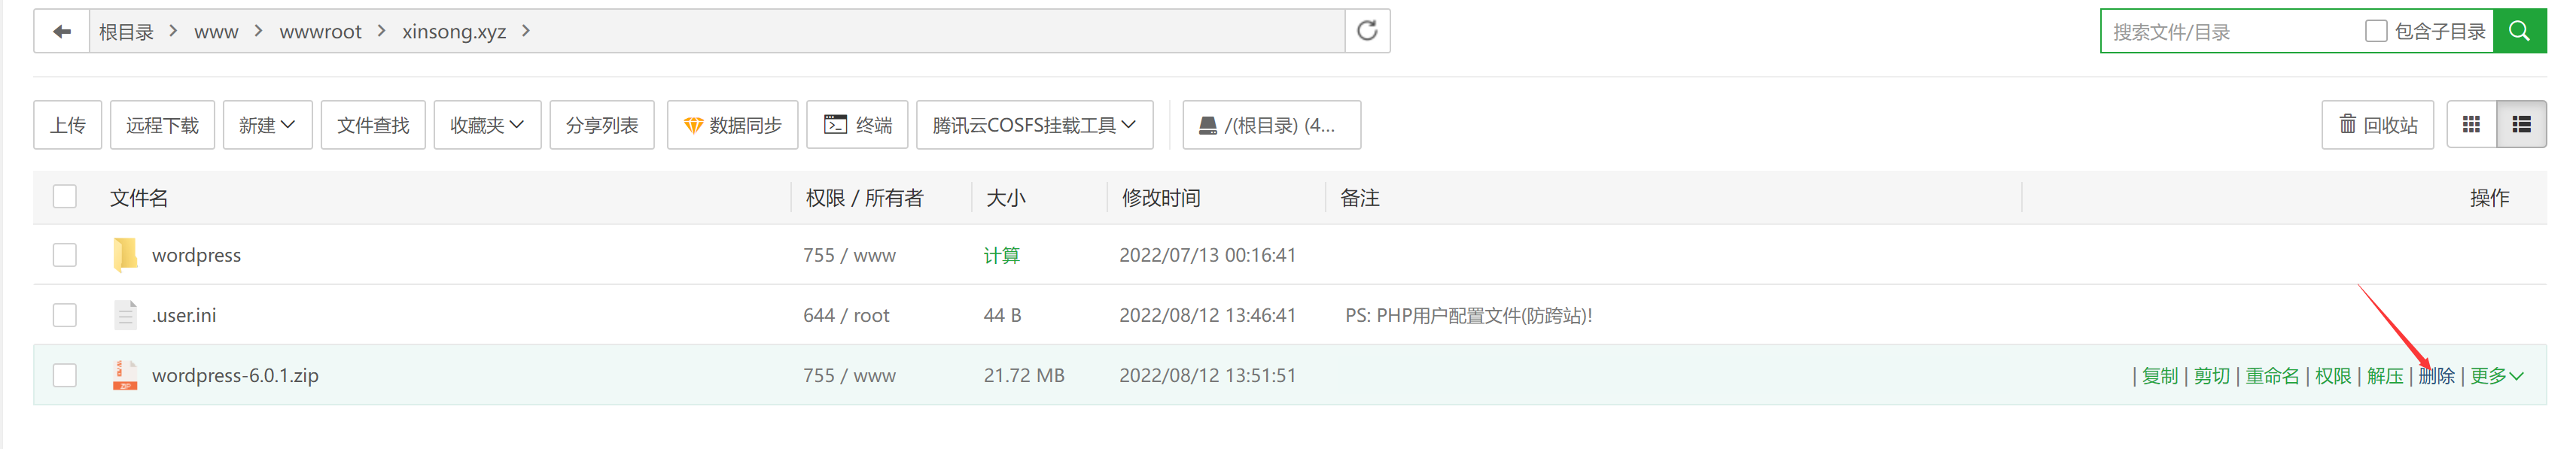 根目录 > www > wwwroot > xinsong.xyz >
搜索文件/目录 包含子目录
上传 远程下载 新建 文件查找 收藏夹 分享列表 数据同步 终端 腾讯云COSFS挂载工具 /(根目录) (4... 回收站
文件名 权限 / 所有者 大小 修改时间 备注 操作
wordpress 755 / www 计算 2022/07/13 00:16:41
.user.ini 644 / root 44 B 2022/08/12 13:46:41 PS: PHP用户配置文件(防跨站)!
wordpress-6.0.1.zip 755 / www 21.72 MB 2022/08/12 13:51:51 | 复制 | 剪切 | 重命名 | 权限 | 解压 | 删除 | 更多